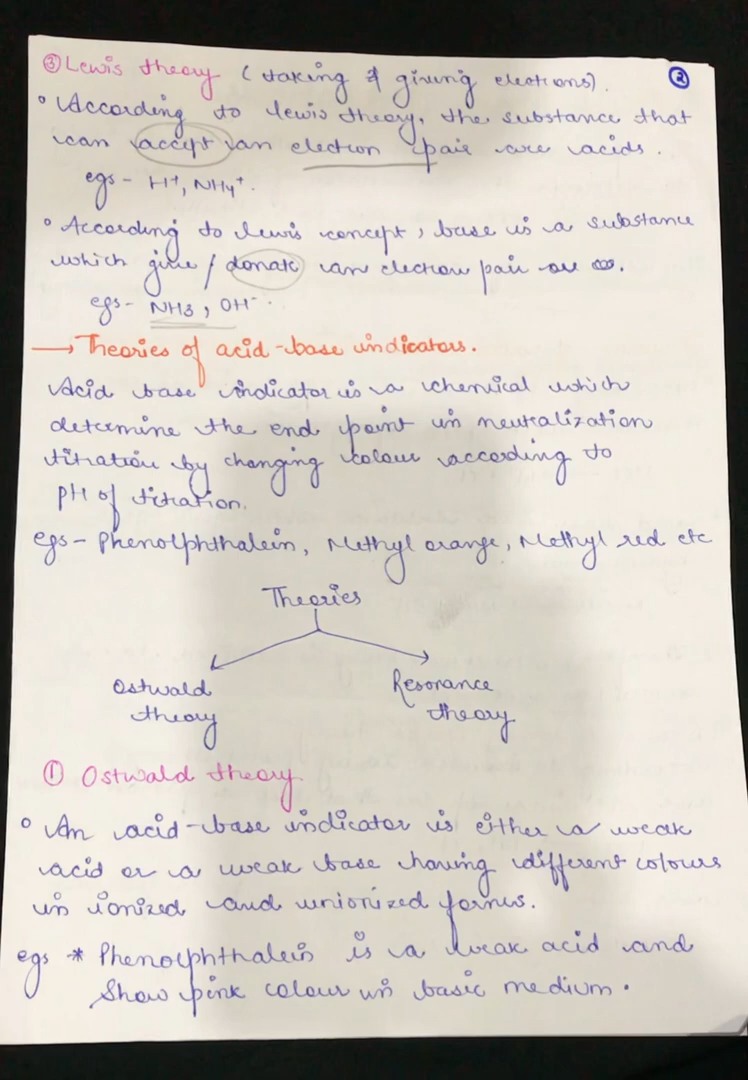 ③ Lewis theory (taking & giving electrons). ②
° According to lewis theory, the substance that
can accept an electron pair are acids.
egs - H+, NH4+.
° According to lewis concept, base is a substance
which give / donate an electron pair are
egs - NH3, OH-.
→ Theories of acid-base indicators.
Acid base indicator is a chemical which
determine the end point in neutralization
titration by changing colour according to
pH of titration.
egs - Phenolphthalein, Methyl orange, Methyl red etc
Theories
Ostwald theory
Resonance theory
① Ostwald theory
° An acid-base indicator is either a weak
acid or a weak base having different colours
in ionized and unionized forms.
egs * Phenolphthalein is a weak acid and
Show pink colour in basic medium.